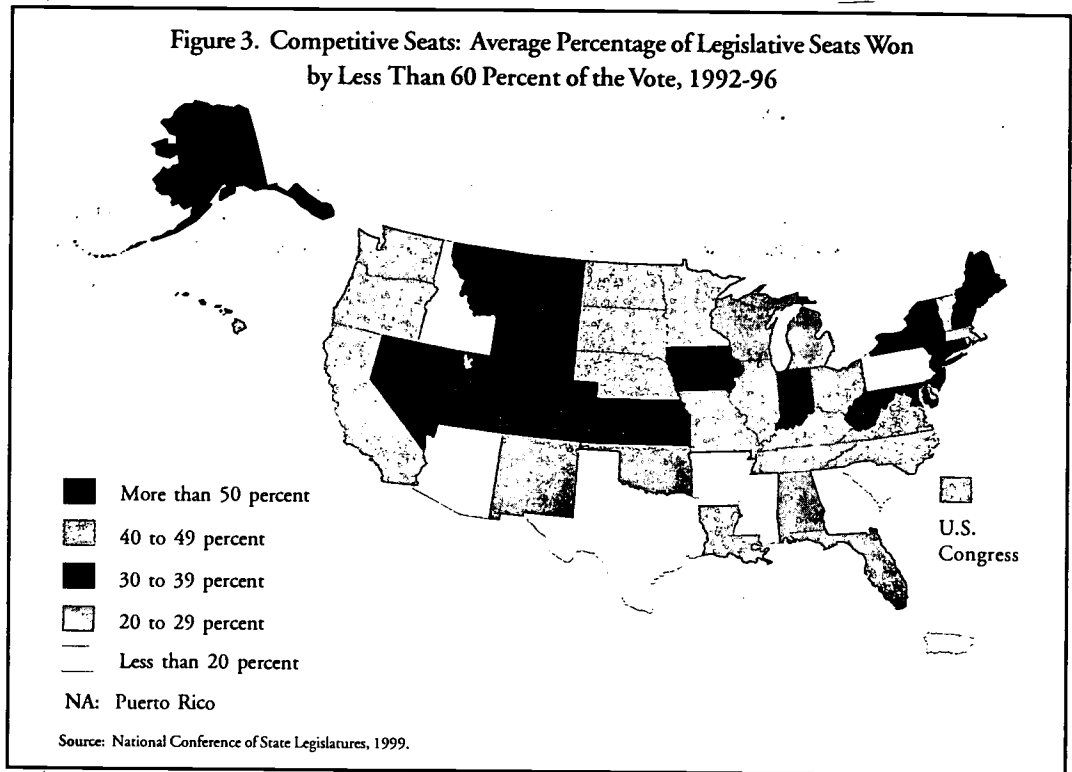 Figure 3. Competitive Seats: Average Percentage of Legislative Seats Won
by Less Than 60 Percent of the Vote, 1992-96
More than 50 percent
40 to 49 percent
30 to 39 percent
20 to 29 percent
Less than 20 percent
NA: Puerto Rico
U.S.
Congress
Source: National Conference of State Legislatures, 1999.